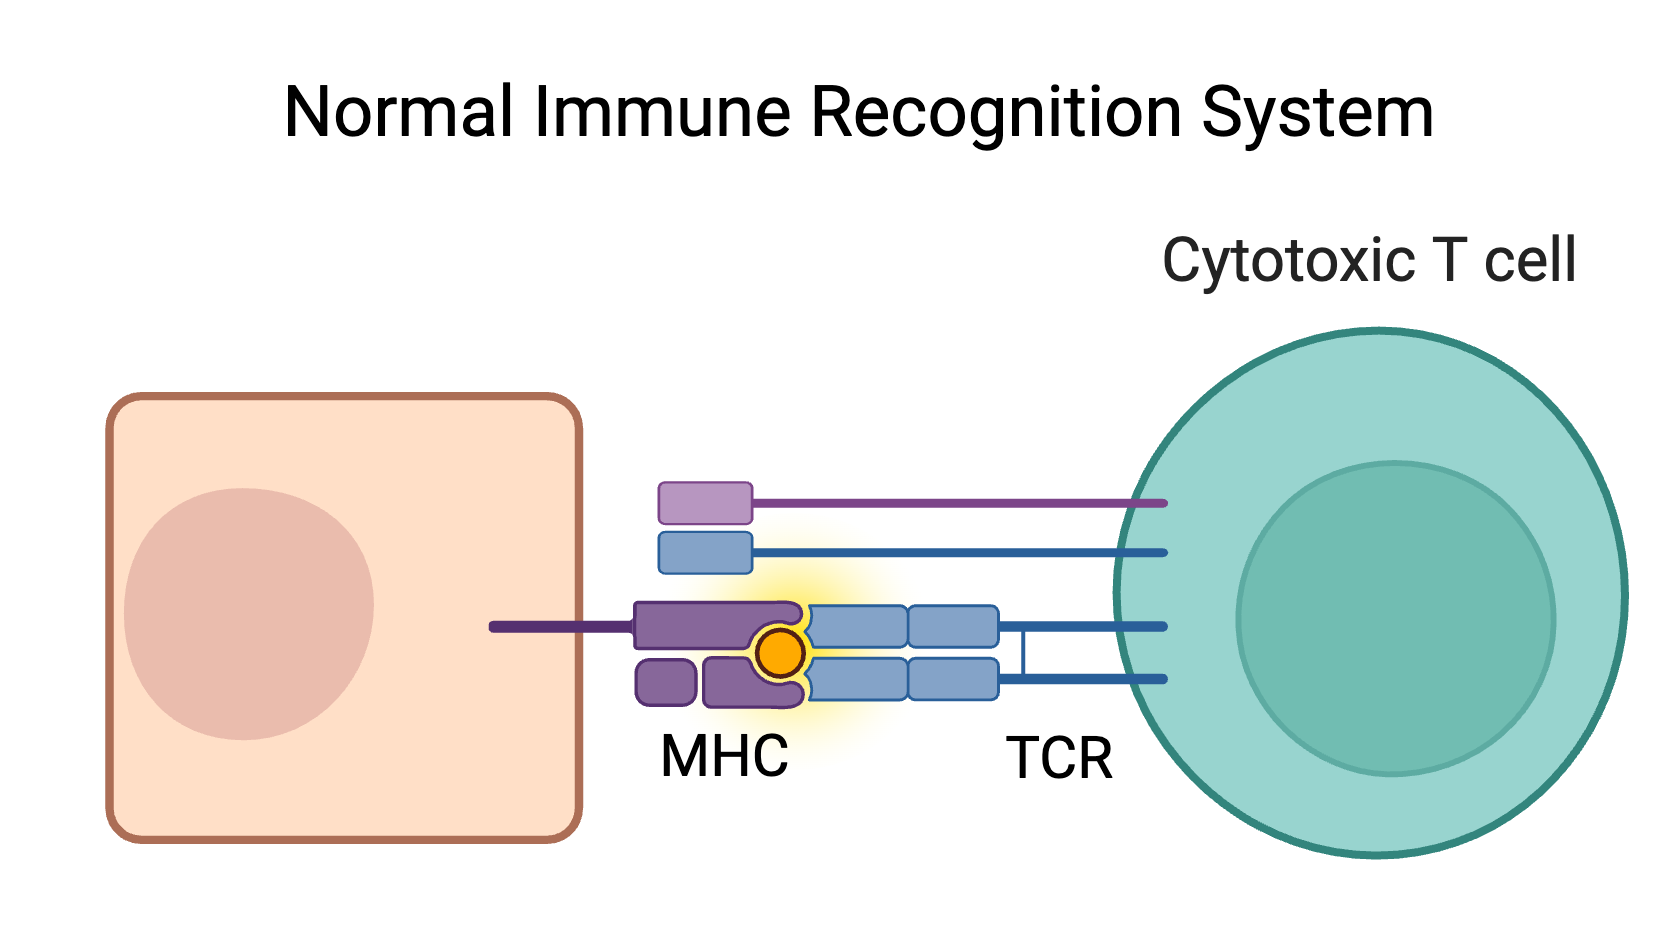 Normal Immune Recognition System
Cytotoxic T cell
MHC
TCR